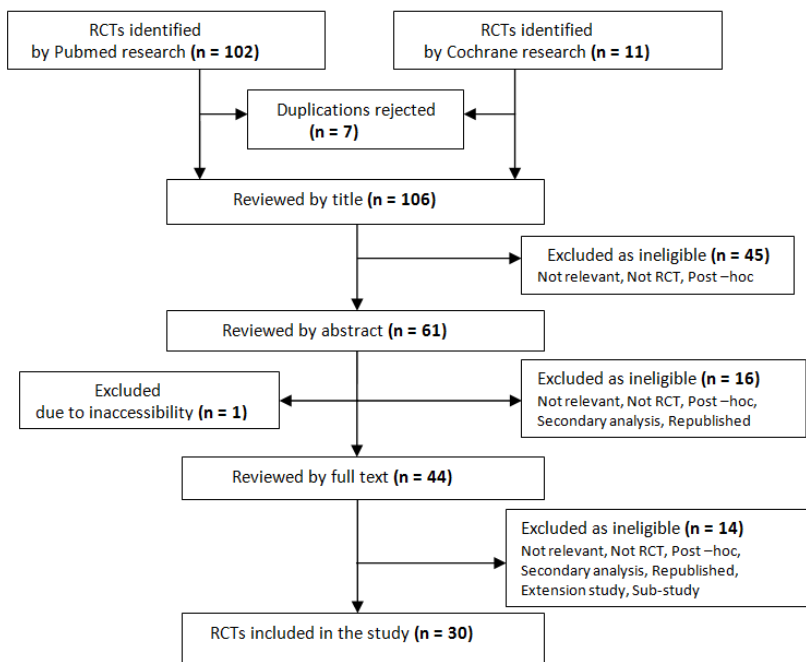 RCTs identified
by Pubmed research (n = 102)
RCTs identified
by Cochrane research (n = 11)
Duplications rejected
(n = 7)
Reviewed by title (n = 106)
Excluded as ineligible (n = 45)
Not relevant, Not RCT, Post –hoc
Reviewed by abstract (n = 61)
Excluded
due to inaccessibility (n = 1)
Excluded as ineligible (n = 16)
Not relevant, Not RCT, Post –hoc,
Secondary analysis, Republished
Reviewed by full text (n = 44)
Excluded as ineligible (n = 14)
Not relevant, Not RCT, Post –hoc,
Secondary analysis, Republished,
Extension study, Sub-study
RCTs included in the study (n = 30)